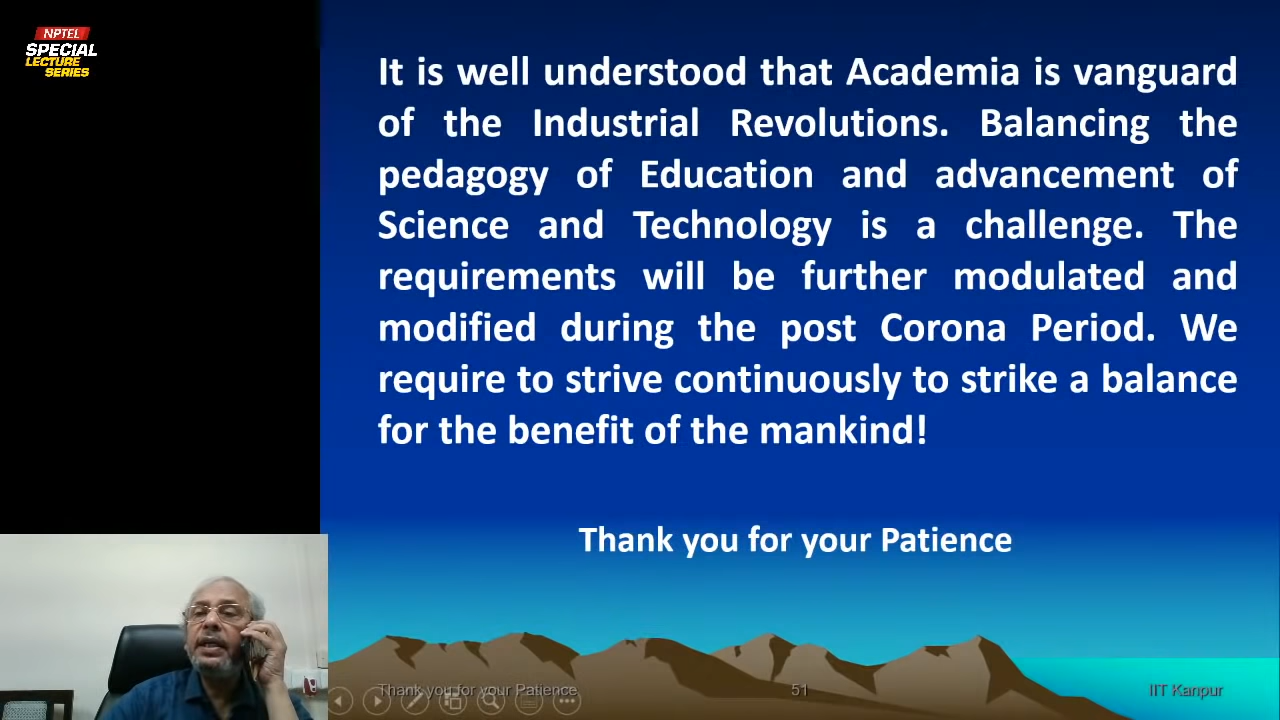 NPTEL
SPECIAL
LECTURE
SERIES
It is well understood that Academia is vanguard
of the Industrial Revolutions. Balancing the
pedagogy of Education and advancement of
Science and Technology is a challenge. The
requirements will be further modulated and
modified during the post Corona Period. We
require to strive continuously to strike a balance
for the benefit of the mankind!
Thank you for your Patience
Thank you for your Patience
51
IIT Kanpur